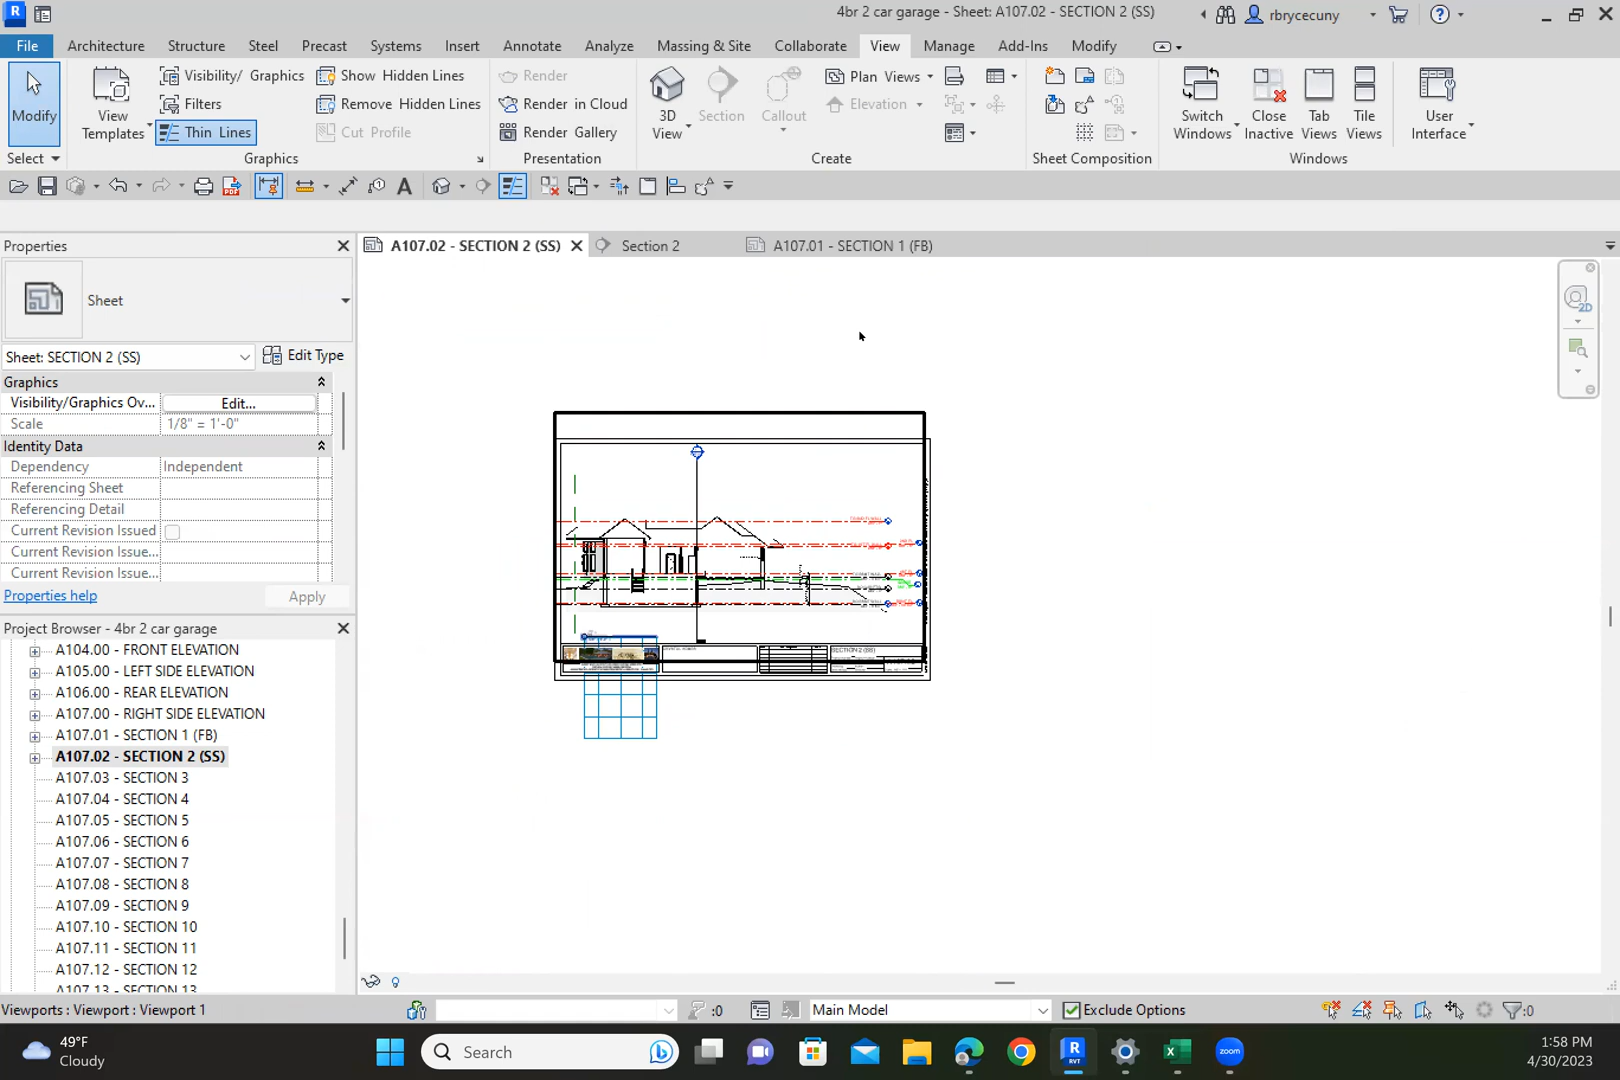 4br 2 car garage - Sheet: A107.02 - SECTION 2 (SS)
rbrycecuny
File Architecture Structure Steel Precast Systems Insert Annotate Analyze Massing & Site Collaborate View Manage Add-Ins Modify
Modify
View Templates
Visibility/ Graphics
Filters
Thin Lines
Show Hidden Lines
Remove Hidden Lines
Cut Profile
Render
Render in Cloud
Render Gallery
3D View
Section
Callout
Plan Views
Elevation
Switch Windows
Close Inactive
Tab Views
Tile Views
User Interface
Select
Graphics
Presentation
Create
Sheet Composition
Windows
Properties
A107.02 - SECTION 2 (SS)
Section 2
A107.01 - SECTION 1 (FB)
2D
Sheet
Sheet: SECTION 2 (SS)
Edit Type
Graphics
Visibility/Graphics Ov... Edit...
Scale 1/8" = 1'-0"
Identity Data
Dependency Independent
Referencing Sheet
Referencing Detail
Current Revision Issued
Current Revision Issue...
Current Revision Issue...
Properties help
Apply
SECTION 2 (SS)
Project Browser - 4br 2 car garage
A104.00 - FRONT ELEVATION
A105.00 - LEFT SIDE ELEVATION
A106.00 - REAR ELEVATION
A107.00 - RIGHT SIDE ELEVATION
A107.01 - SECTION 1 (FB)
A107.02 - SECTION 2 (SS)
A107.03 - SECTION 3
A107.04 - SECTION 4
A107.05 - SECTION 5
A107.06 - SECTION 6
A107.07 - SECTION 7
A107.08 - SECTION 8
A107.09 - SECTION 9
A107.10 - SECTION 10
A107.11 - SECTION 11
A107.12 - SECTION 12
A107.13 - SECTION 13
Viewports : Viewport : Viewport 1
:0
Main Model
Exclude Options
:0
49°F
Cloudy
Search
RVT
zoom
1:58 PM
4/30/2023